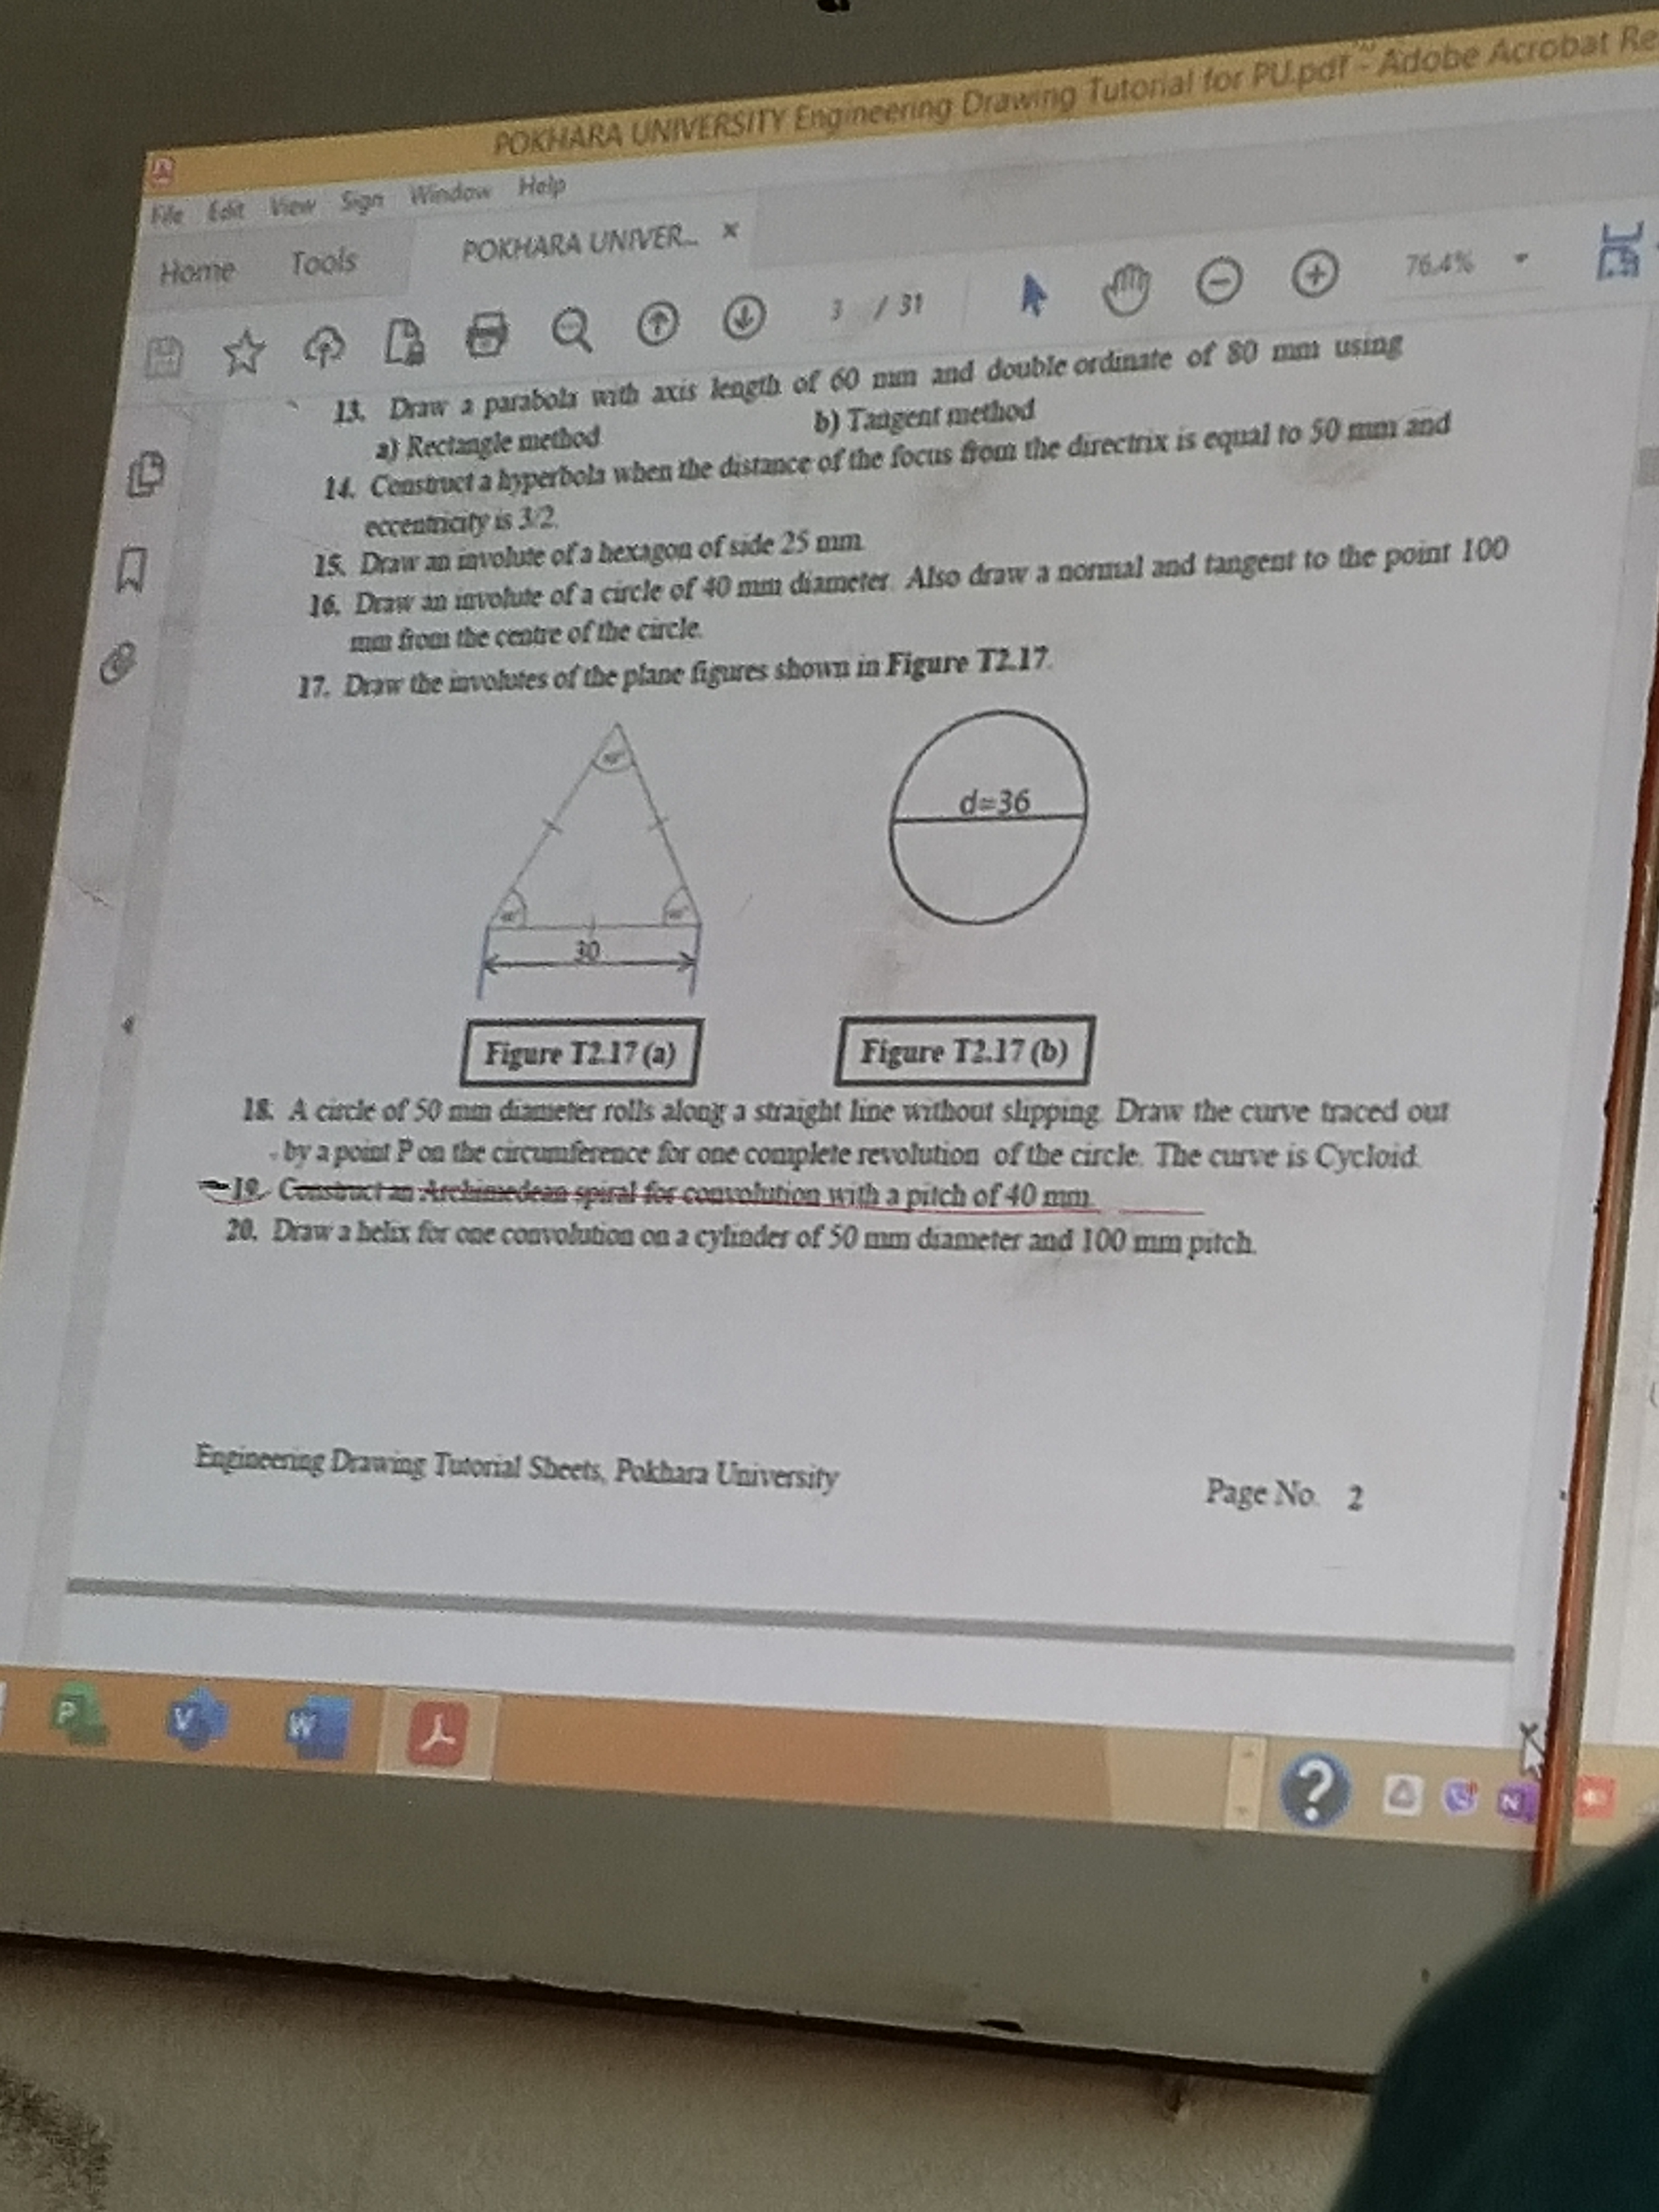 POKHARA UNIVERSITY Engineering Drawing Tutorial for PU.pdf - Adobe Acrobat Re
File Edit View Sign Window Help
Home Tools POKHARA UNIVER... ×
3 / 31 76.4%
13. Draw a parabola with axis length of 60 mm and double ordinate of 80 mm using
a) Rectangle method b) Tangent method
14. Construct a hyperbola when the distance of the focus from the directrix is equal to 50 mm and
eccentricity is 3/2.
15. Draw an involute of a hexagon of side 25 mm.
16. Draw an involute of a circle of 40 mm diameter. Also draw a normal and tangent to the point 100
mm from the centre of the circle.
17. Draw the involutes of the plane figures shown in Figure T2.17.
d=36
30
Figure T2.17 (a) Figure T2.17 (b)
18. A circle of 50 mm diameter rolls along a straight line without slipping. Draw the curve traced out
by a point P on the circumference for one complete revolution of the circle. The curve is Cycloid.
19. Construct an Archimedean spiral for convolution with a pitch of 40 mm.
20. Draw a helix for one convolution on a cylinder of 50 mm diameter and 100 mm pitch.
Engineering Drawing Tutorial Sheets, Pokhara University Page No. 2
P V W ? N